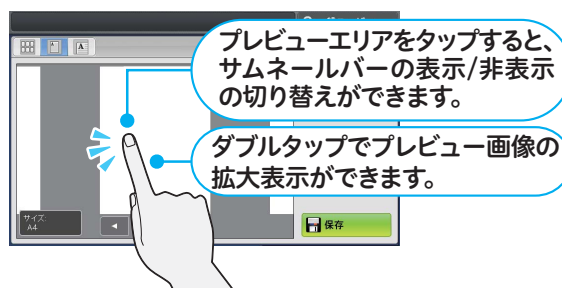 プレビューエリアをタップすると、
サムネールバーの表示/非表示
の切り替えができます。
ダブルタップでプレビュー画像の
拡大表示ができます。
サイズ:
A4
保存